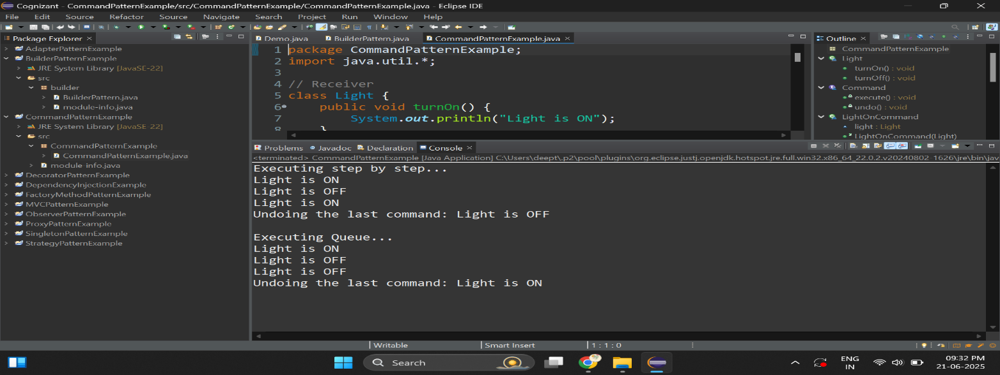 Cognizant - CommandPatternExample/src/CommandPatternExample/CommandPatternExample.java - Eclipse IDE
File Edit Source Refactor Source Navigate Search Project Run Window Help
Package Explorer
AdapterPatternExample
BuilderPatternExample
JRE System Library [JavaSE-22]
src
builder
BuilderPattern.java
module-info.java
CommandPatternExample
JRE System Library [JavaSE-22]
src
CommandPatternExample
CommandPatternExample.java
module-info.java
DecoratorPatternExample
DependencyInjectionExample
FactoryMethodPatternExample
MVCPatternExample
ObserverPatternExample
ProxyPatternExample
SingletonPatternExample
StrategyPatternExample
Demo.java BuilderPattern.java CommandPatternExample.java
1 package CommandPatternExample;
2 import java.util.*;
3
4 // Receiver
5 class Light {
6 public void turnOn() {
7 System.out.println("Light is ON");
8 }
Outline
CommandPatternExample
Light
turnOn() : void
turnOff() : void
Command
execute() : void
undo() : void
LightOnCommand
light : Light
LightOnCommand(Light)
Problems Javadoc Declaration Console
<terminated> CommandPatternExample [Java Application] C:\Users\deept\.p2\pool\plugins\org.eclipse.justj.openjdk.hotspot.jre.full.win32.x86_64_22.0.2.v20240802-1626\jre\bin\jav
Executing step by step...
Light is ON
Light is OFF
Light is ON
Undoing the last command: Light is OFF
Executing Queue...
Light is ON
Light is OFF
Light is OFF
Undoing the last command: Light is ON
Writable Smart Insert 1 : 1 : 0
Search
ENG
IN
09:32 PM
21-06-2025